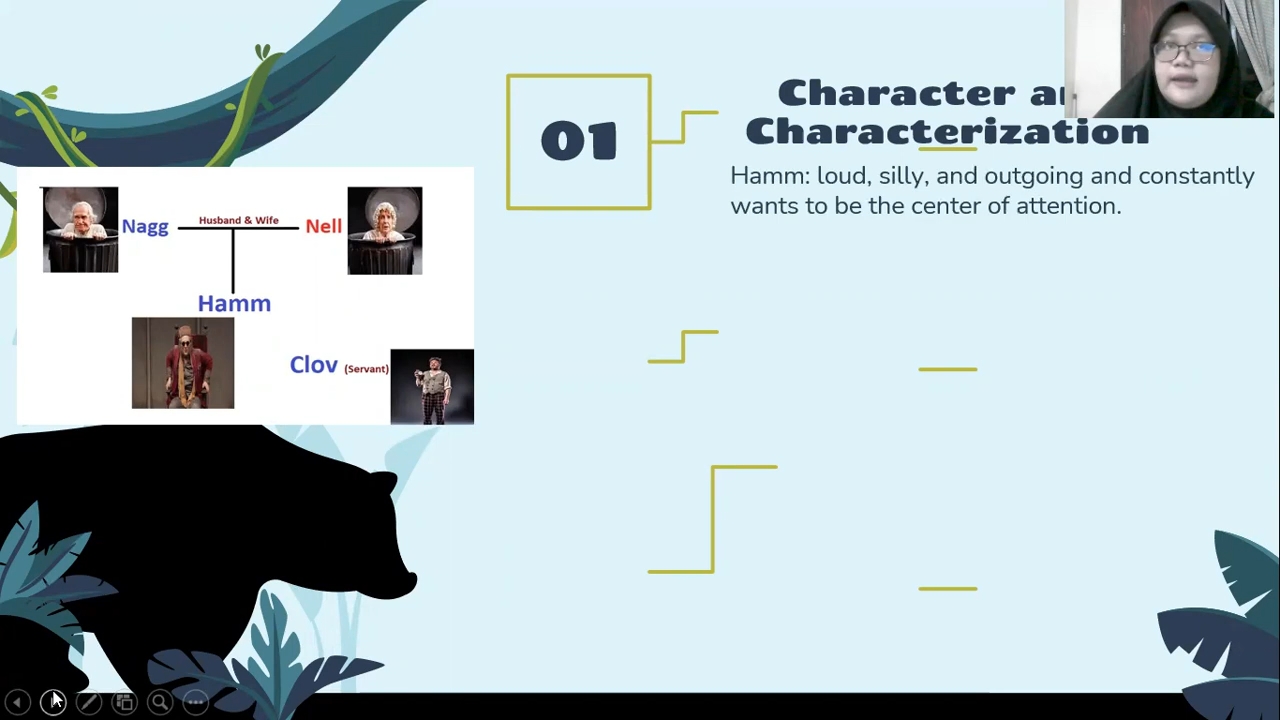 01
Character
Characterization
Hamm: loud, silly, and outgoing and constantly
wants to be the center of attention.
Nagg
Husband & Wife
Nell
Hamm
Clov (Servant)